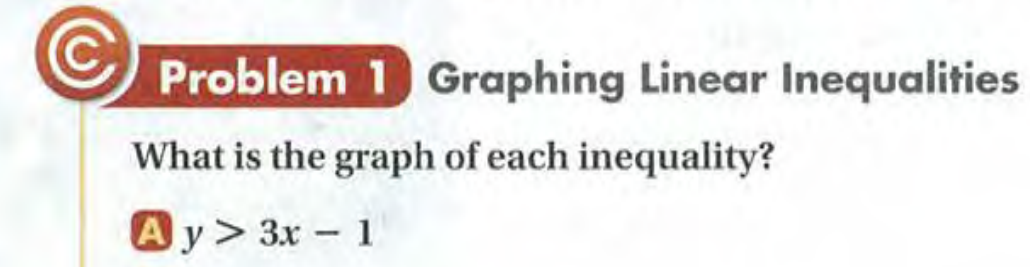 © Problem 1 Graphing Linear Inequalities
What is the graph of each inequality?
A y > 3x − 1